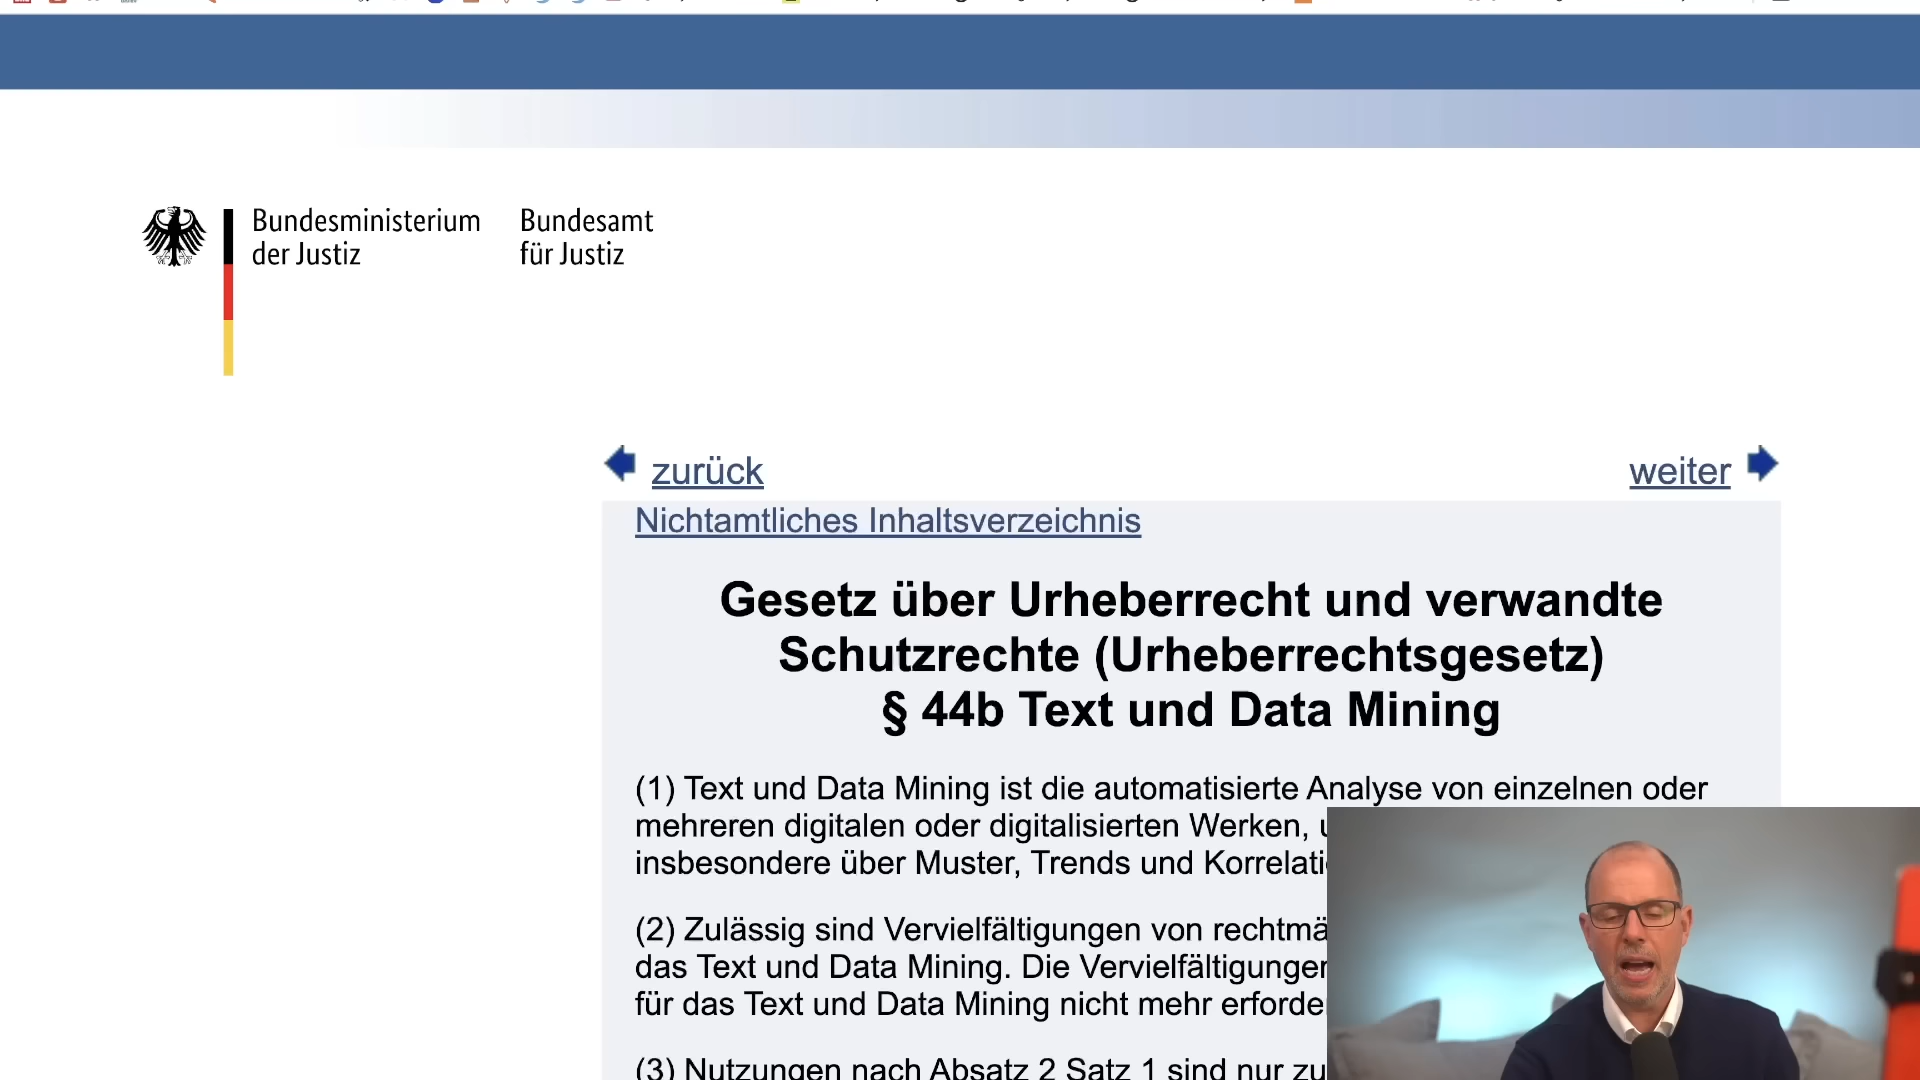 Bundesministerium
der Justiz
Bundesamt
für Justiz
zurück
weiter
Nichtamtliches Inhaltsverzeichnis
Gesetz über Urheberrecht und verwandte
Schutzrechte (Urheberrechtsgesetz)
§ 44b Text und Data Mining
(1) Text und Data Mining ist die automatisierte Analyse von einzelnen oder
mehreren digitalen oder digitalisierten Werken,
insbesondere über Muster, Trends und
(2) Zulässig sind Vervielfältigungen von
das Text und Data Mining. Die
für das Text und Data Mining nicht mehr
(3) Nutzungen nach Absatz 2 Satz 1 sind nur